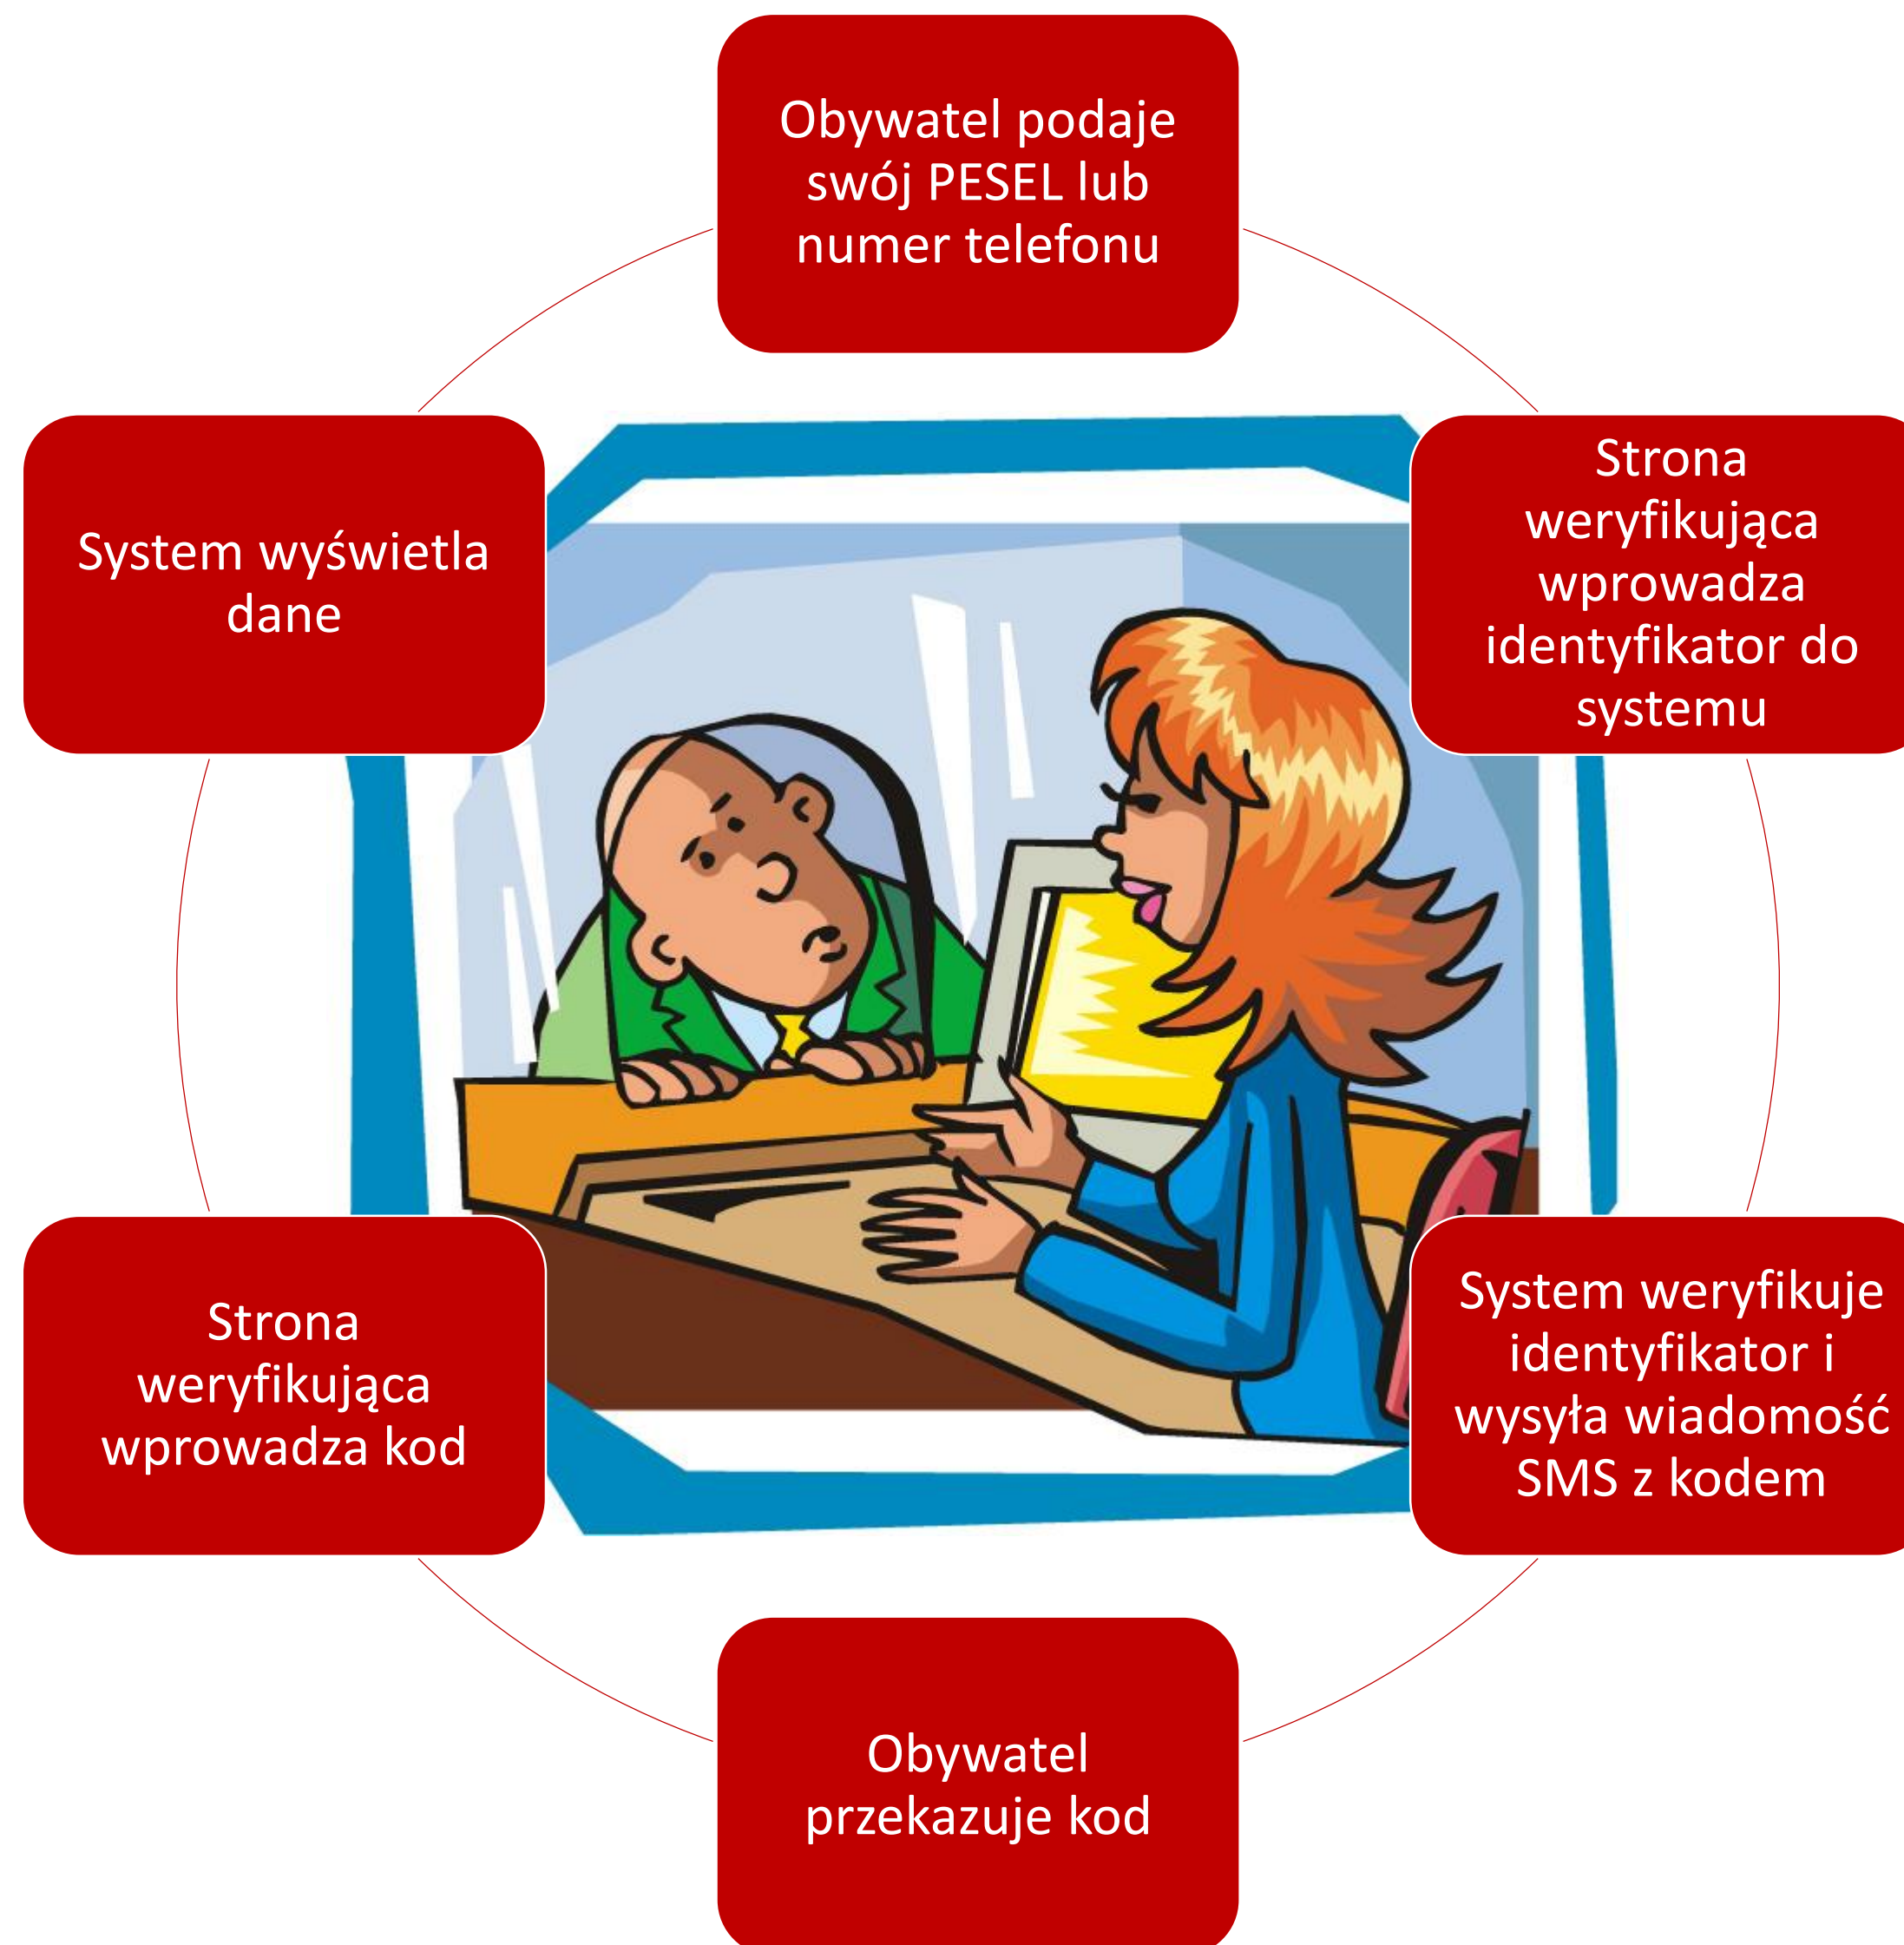 Obywatel podaje
swój PESEL lub
numer telefonu
Strona
weryfikująca
wprowadza
identyfikator do
systemu
System weryfikuje
identyfikator i
wysyła wiadomość
SMS z kodem
Obywatel
przekazuje kod
Strona
weryfikująca
wprowadza kod
System wyświetla
dane